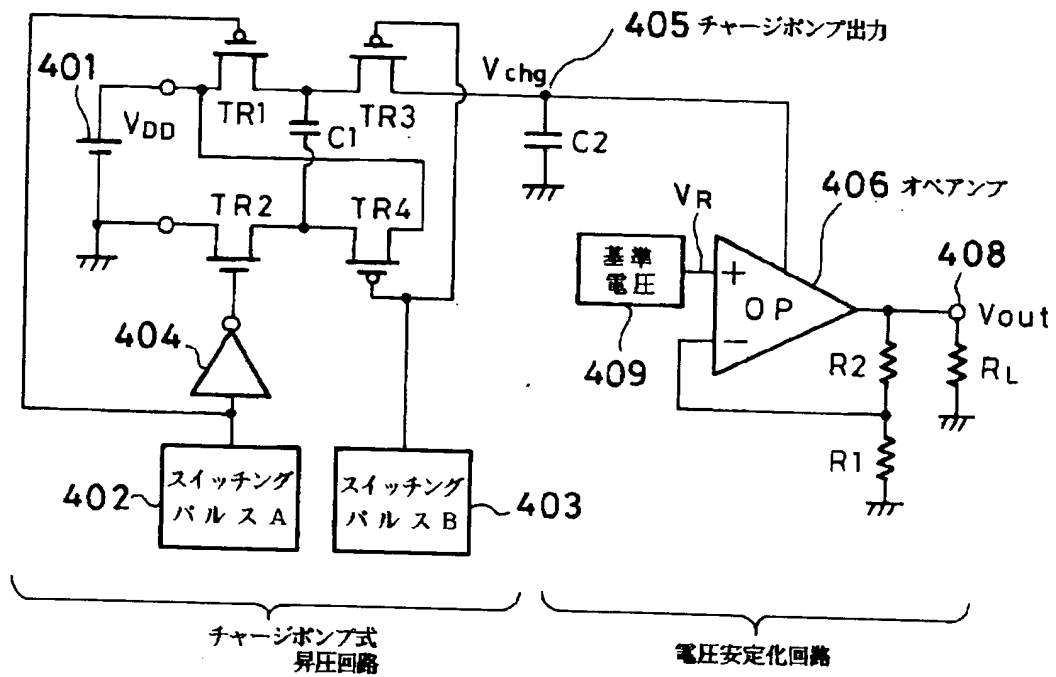 405 チャージポンプ出力
401
Vchg
TR1
TR3
VDD
C1
C2
TR2
TR4
406 オペアンプ
VR
基準
電圧
+
OP
−
408
Vout
404
409
R2
RL
R1
402
スイッチング
パルスA
スイッチング
パルスB
403
チャージポンプ式
昇圧回路
電圧安定化回路